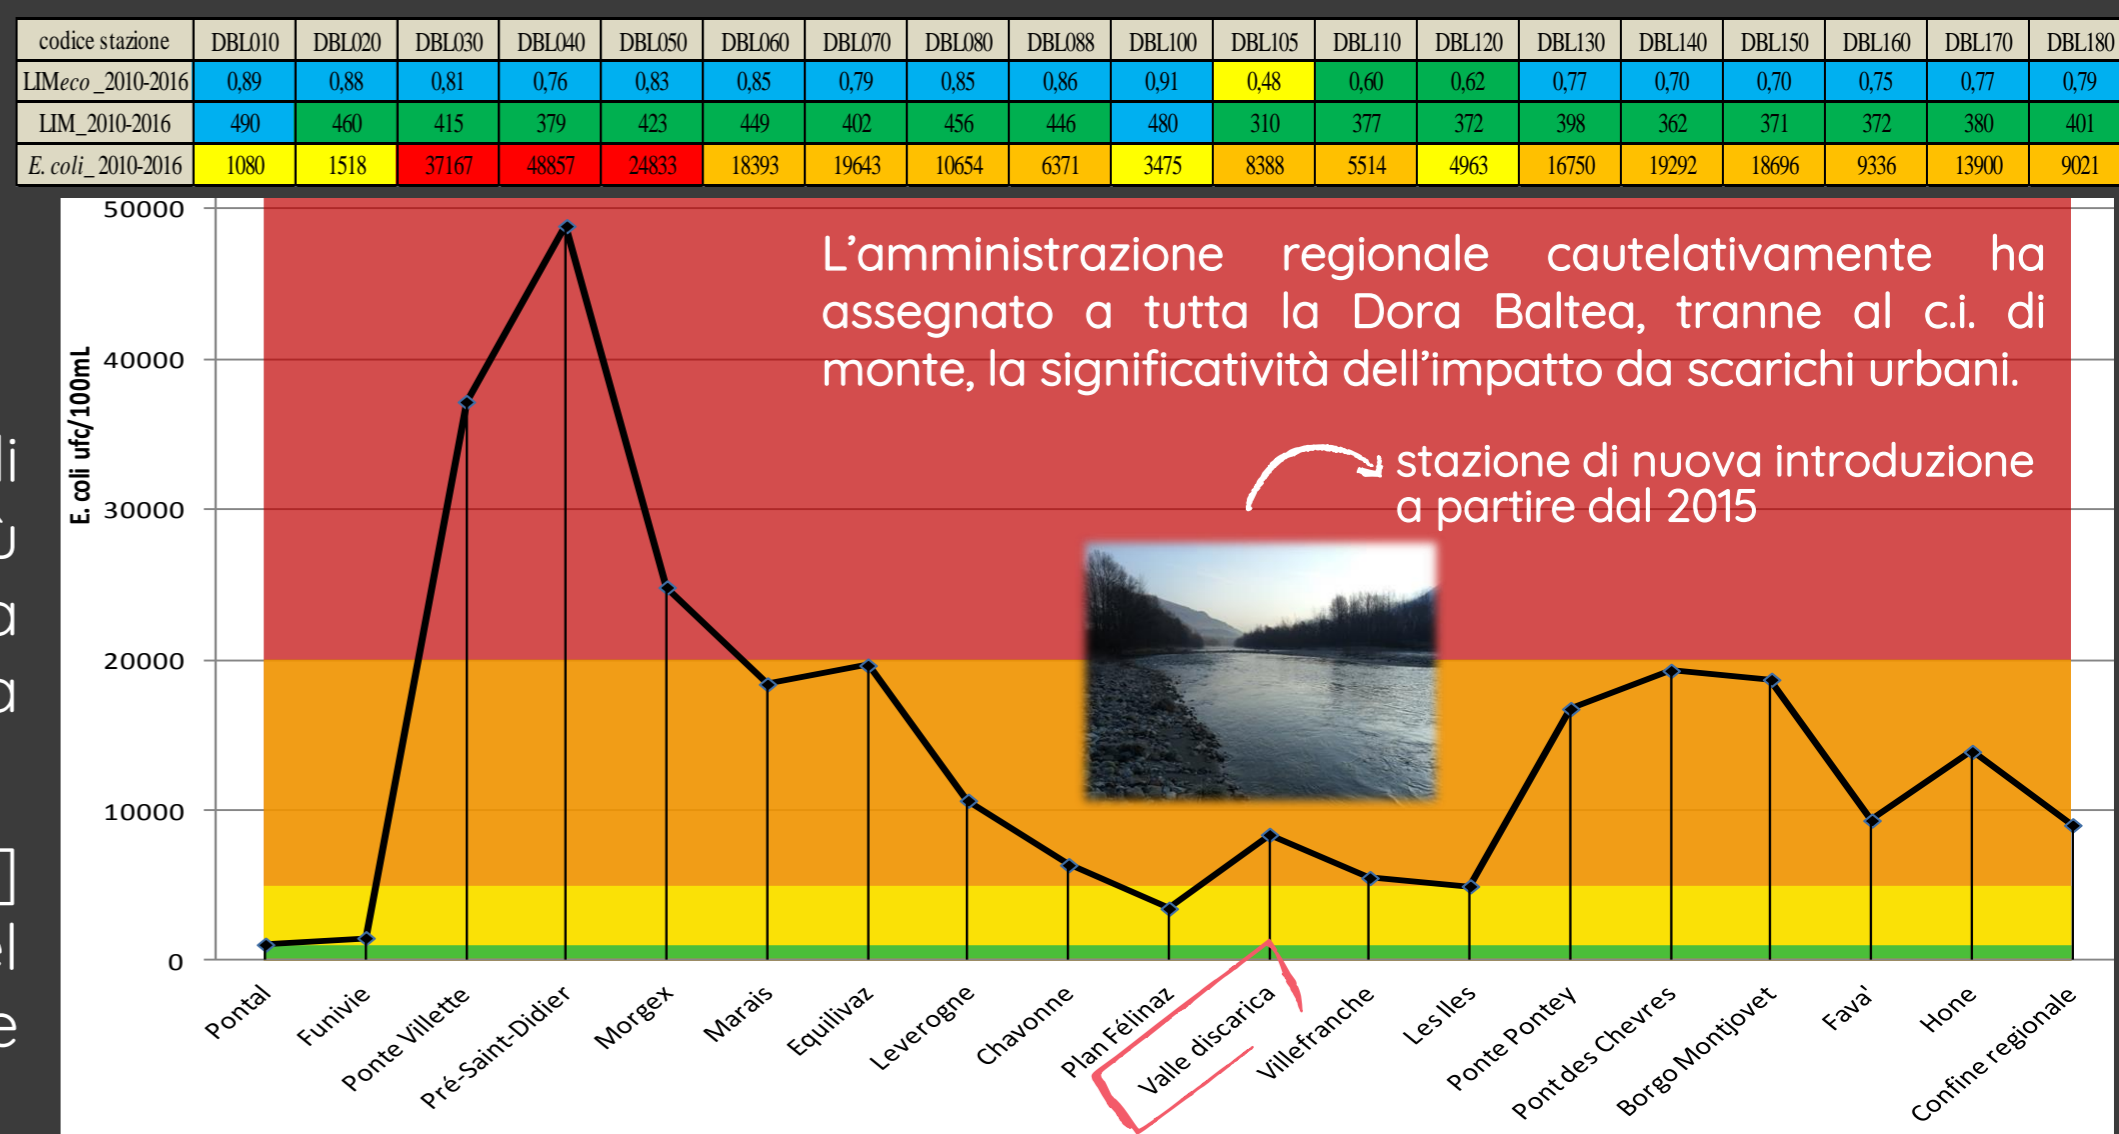 codice stazione DBL010 DBL020 DBL030 DBL040 DBL050 DBL060 DBL070 DBL080 DBL088 DBL100 DBL105 DBL110 DBL120 DBL130 DBL140 DBL150 DBL160 DBL170 DBL180
LIMeco_2010-2016 0,89 0,88 0,81 0,76 0,83 0,85 0,79 0,85 0,86 0,91 0,48 0,60 0,62 0,77 0,70 0,70 0,75 0,77 0,79
LIM_2010-2016 490 460 415 379 423 449 402 456 446 480 310 377 372 398 362 371 372 380 401
E. coli_2010-2016 1080 1518 37167 48857 24833 18393 19643 10654 6371 3475 8388 5514 4963 16750 19292 18696 9336 13900 9021
50000
40000
30000
20000
10000
0
E. coli ufc/100mL
L'amministrazione regionale cautelativamente ha
assegnato a tutta la Dora Baltea, tranne al c.i. di
monte, la significatività dell'impatto da scarichi urbani.
stazione di nuova introduzione
a partire dal 2015
Pontal
Funivie
Ponte Villette
Pré-Saint-Didier
Morgex
Marais
Equilivaz
Leverogne
Chavonne
Plan Félinaz
Valle discarica
Villefranche
Les Iles
Ponte Pontey
Pont des Chevres
Borgo Montjovet
Fava'
Hone
Confine regionale